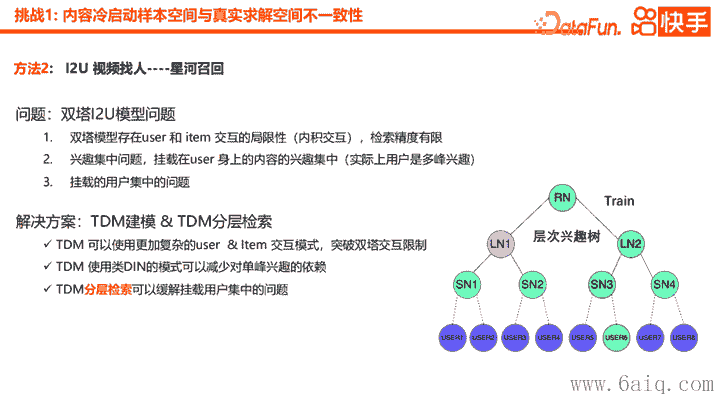 挑战1: 内容冷启动样本空间与真实求解空间不一致性
DataFun.
快手
方法2： I2U 视频找人----星河召回
问题：双塔I2U模型问题
1. 双塔模型存在user 和 item 交互的局限性（内积交互），检索精度有限
2. 兴趣集中问题，挂载在user 身上的内容的兴趣集中（实际上用户是多峰兴趣）
3. 挂载的用户集中的问题
解决方案：TDM建模 & TDM分层检索
✓ TDM 可以使用更加复杂的user & Item 交互模式，突破双塔交互限制
✓ TDM 使用类DIN的模式可以减少对单峰兴趣的依赖
✓ TDM分层检索可以缓解挂载用户集中的问题
RN
Train
LN1
层次兴趣树
LN2
SN1
SN2
SN3
SN4
USER1
USER2
USER3
USER4
USER5
USER6
USER7
USER8
www.6aiq.com